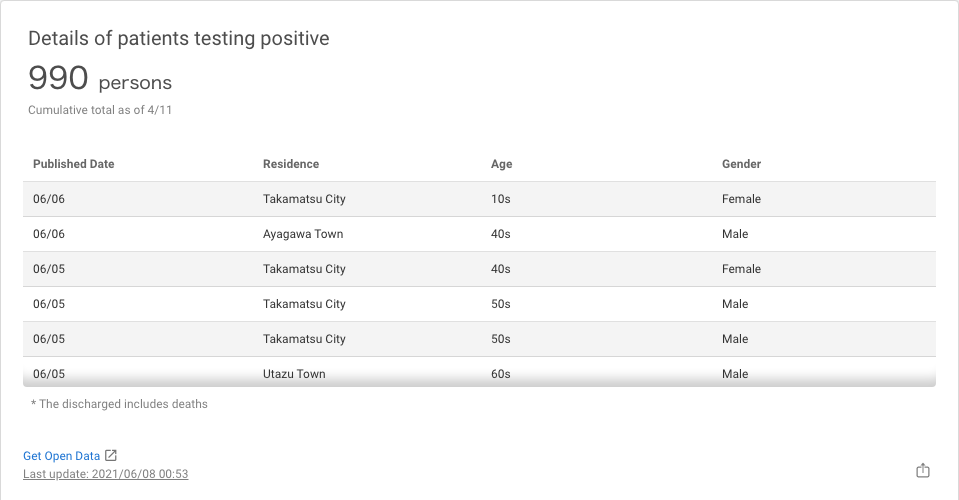 Details of patients testing positive
990 persons
Cumulative total as of 4/11
Published Date Residence Age Gender
06/06 Takamatsu City 10s Female
06/06 Ayagawa Town 40s Male
06/05 Takamatsu City 40s Female
06/05 Takamatsu City 50s Male
06/05 Takamatsu City 50s Male
06/05 Utazu Town 60s Male
* The discharged includes deaths
Get Open Data
Last update: 2021/06/08 00:53